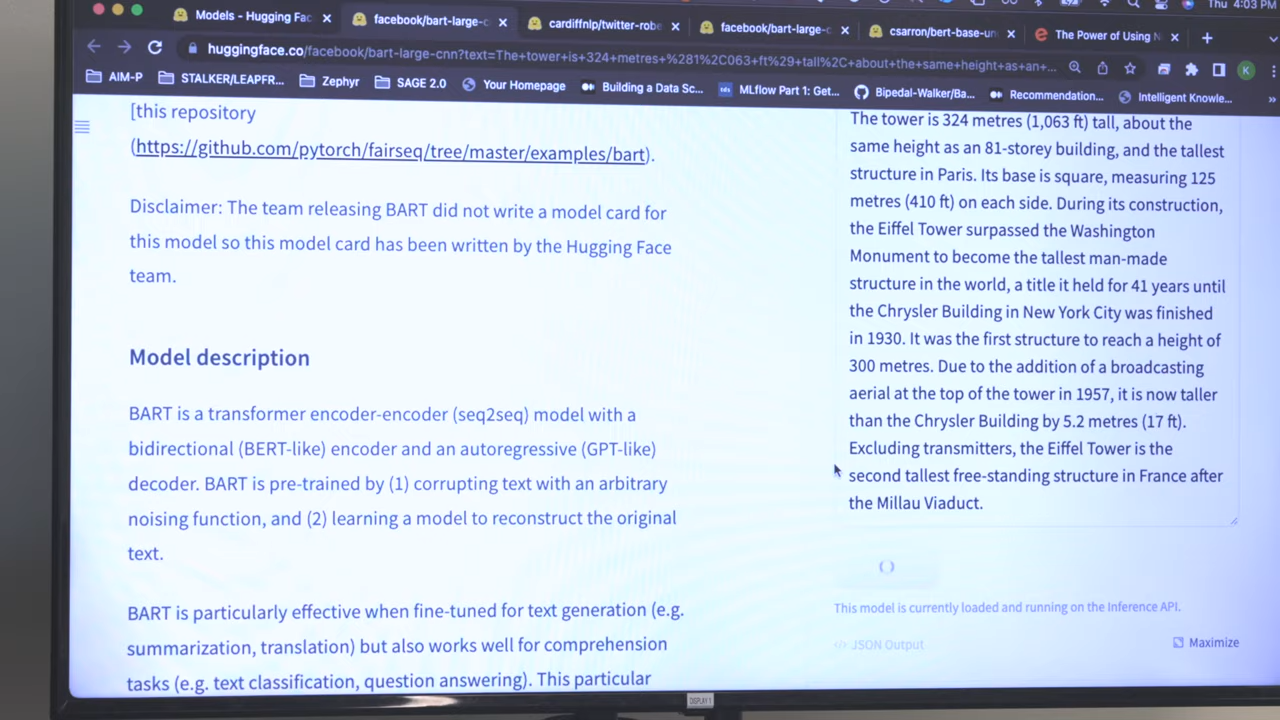 Thu 4:03 PM
Models - Hugging Fac
facebook/bart-large-c
cardiffnlp/twitter-robe
facebook/bart-large-c
csarron/bert-base-un
The Power of Using N
huggingface.co/facebook/bart-large-cnn?text=The+tower+is+324+metres+%281%2C063+ft%29+tall%2C+about+the+same+height+as+an+...
K
AIM-P
STALKER/LEAPFR...
Zephyr
SAGE 2.0
Your Homepage
Building a Data Sc...
MLflow Part 1: Get...
Bipedal-Walker/Ba...
Recommendation...
Intelligent Knowle...
»
[this repository
(https://github.com/pytorch/fairseq/tree/master/examples/bart).
Disclaimer: The team releasing BART did not write a model card for
this model so this model card has been written by the Hugging Face
team.
Model description
BART is a transformer encoder-encoder (seq2seq) model with a
bidirectional (BERT-like) encoder and an autoregressive (GPT-like)
decoder. BART is pre-trained by (1) corrupting text with an arbitrary
noising function, and (2) learning a model to reconstruct the original
text.
BART is particularly effective when fine-tuned for text generation (e.g.
summarization, translation) but also works well for comprehension
tasks (e.g. text classification, question answering). This particular
The tower is 324 metres (1,063 ft) tall, about the
same height as an 81-storey building, and the tallest
structure in Paris. Its base is square, measuring 125
metres (410 ft) on each side. During its construction,
the Eiffel Tower surpassed the Washington
Monument to become the tallest man-made
structure in the world, a title it held for 41 years until
the Chrysler Building in New York City was finished
in 1930. It was the first structure to reach a height of
300 metres. Due to the addition of a broadcasting
aerial at the top of the tower in 1957, it is now taller
than the Chrysler Building by 5.2 metres (17 ft).
Excluding transmitters, the Eiffel Tower is the
second tallest free-standing structure in France after
the Millau Viaduct.
This model is currently loaded and running on the Inference API.
</> JSON Output
Maximize
DISPLAY 1